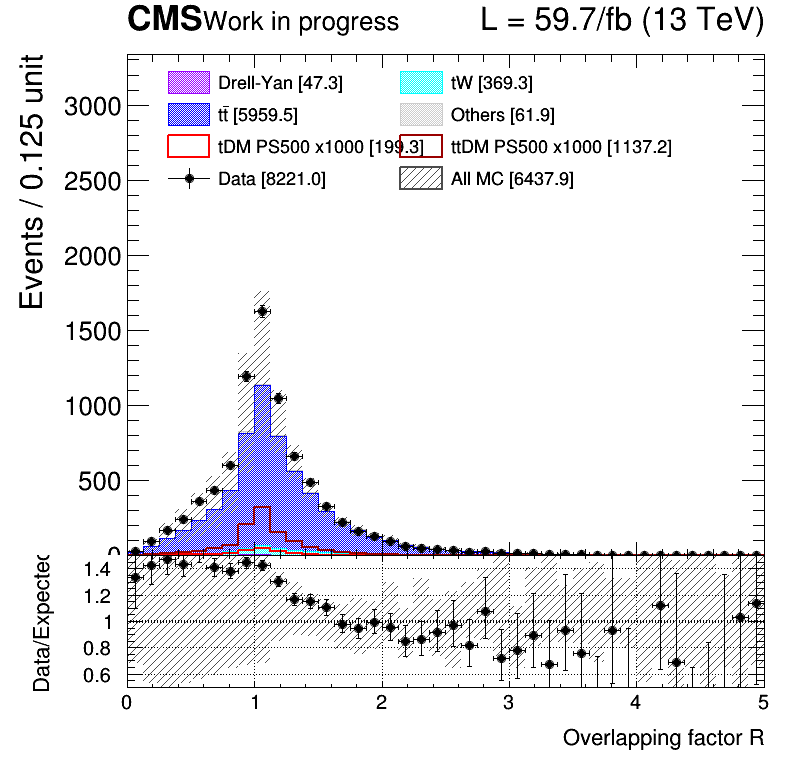 CMS Work in progress L = 59.7/fb (13 TeV)
Events / 0.125 unit
3000
2500
2000
1500
1000
500
0
Drell-Yan [47.3]
tW [369.3]
tt̄ [5959.5]
Others [61.9]
tDM PS500 x1000 [199.3]
ttDM PS500 x1000 [1137.2]
Data [8221.0]
All MC [6437.9]
Data/Expected
1.4
1.2
1
0.8
0.6
0 1 2 3 4 5
Overlapping factor R